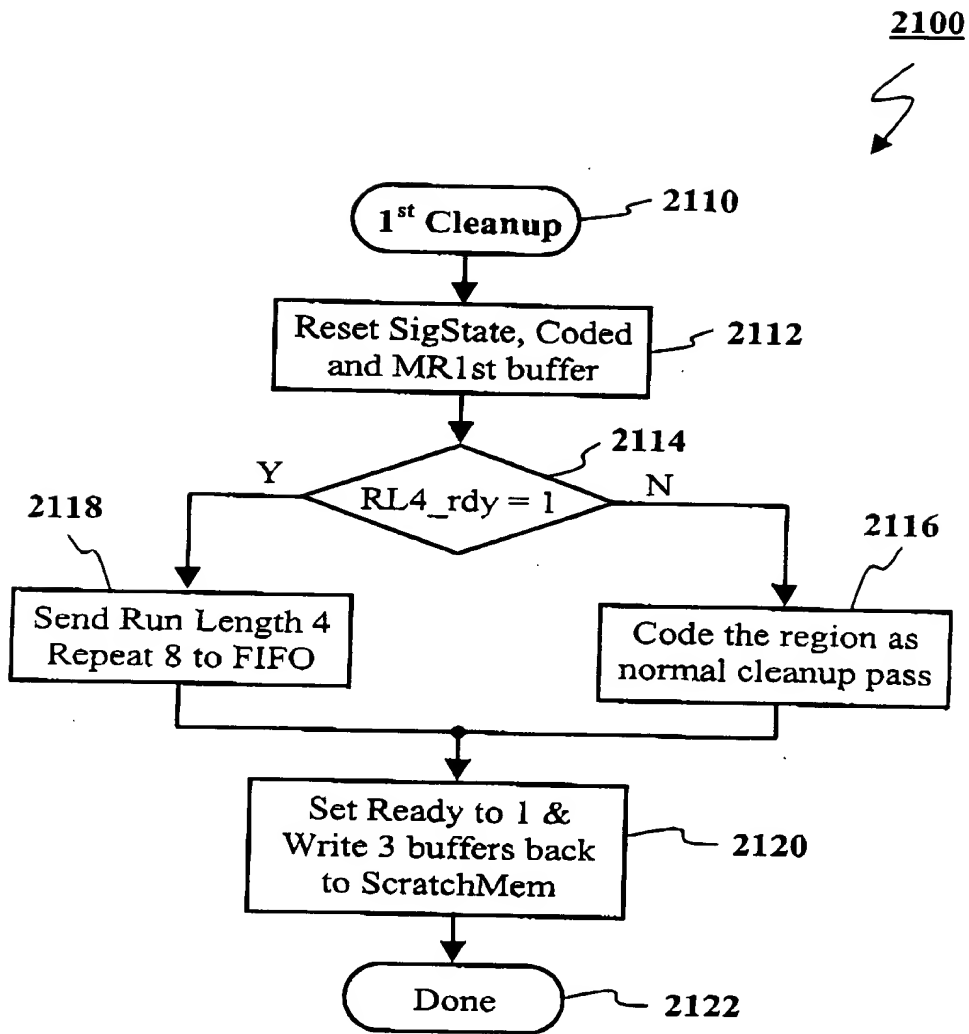 2100
1st Cleanup
2110
Reset SigState, Coded
and MR1st buffer
2112
2114
Y
RL4_rdy = 1
N
2118
2116
Send Run Length 4
Repeat 8 to FIFO
Code the region as
normal cleanup pass
Set Ready to 1 &
Write 3 buffers back
to ScratchMem
2120
Done
2122